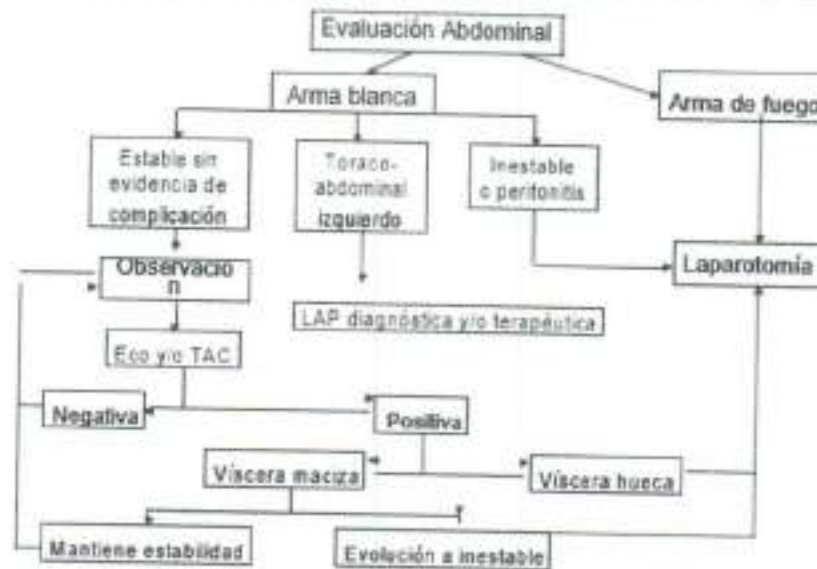 Evaluación Abdominal
Arma blanca
Arma de fuego
Estable sin
evidencia de
complicación
Toraco-
abdominal
izquierdo
Inestable
o peritonitis
Observació
n
Laparotomía
LAP diagnóstica y/o terapéutica
Eco y/o TAC
Negativa
Positiva
Víscera maciza
Víscera hueca
Mantiene estabilidad
Evolución a inestable